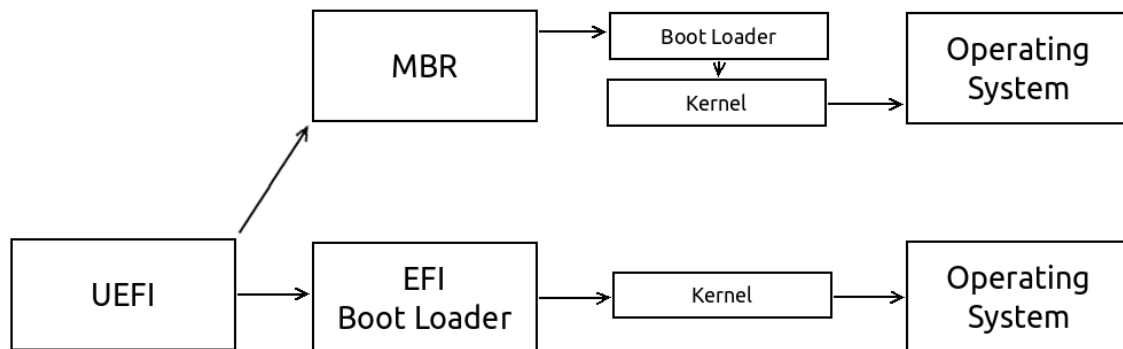 MBR
Boot Loader
Kernel
Operating
System
UEFI
EFI
Boot Loader
Kernel
Operating
System